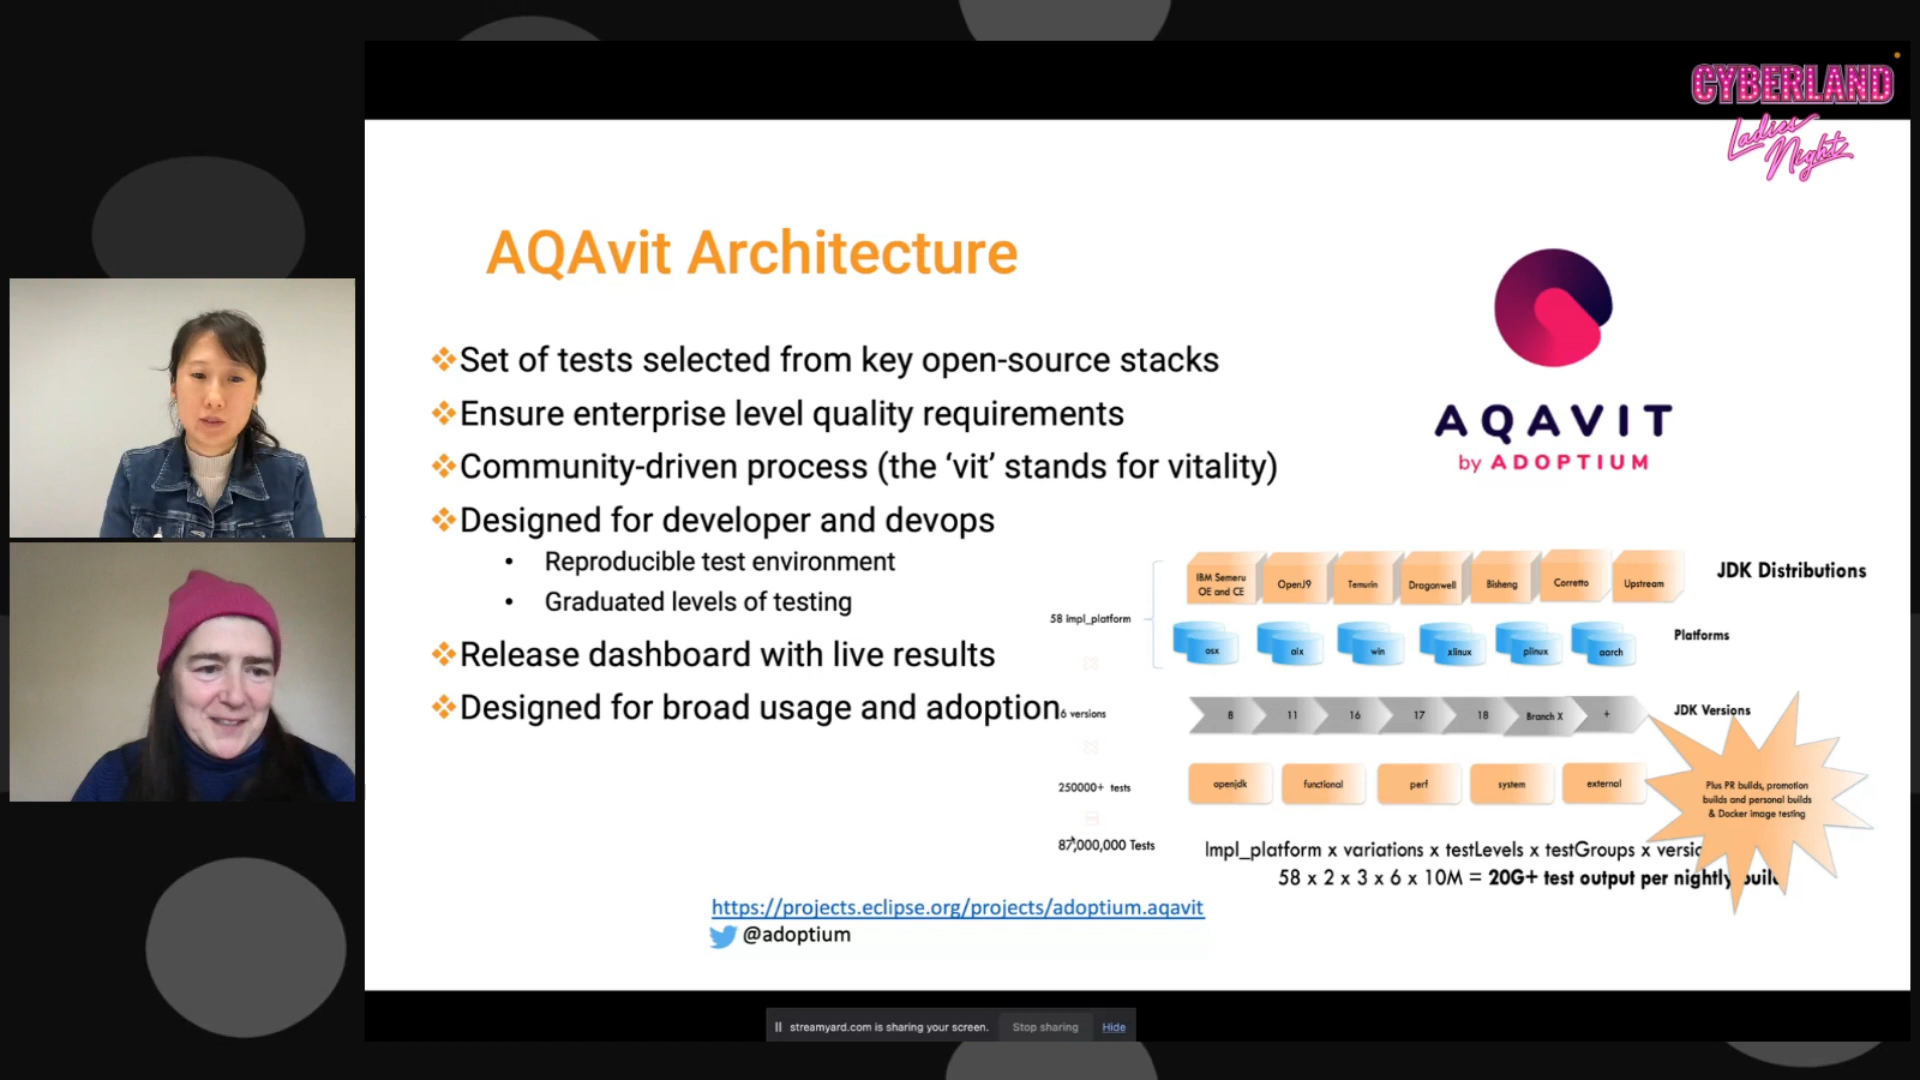 CYBERLAND
Ladies
Night
AQAvit Architecture
Set of tests selected from key open-source stacks
Ensure enterprise level quality requirements
Community-driven process (the ‘vit’ stands for vitality)
Designed for developer and devops
• Reproducible test environment
• Graduated levels of testing
Release dashboard with live results
Designed for broad usage and adoption
AQAVIT
by ADOPTIUM
IBM Semeru
OE and CE
OpenJ9
Temurin
Dragonwell
Bisheng
Corretto
Upstream
JDK Distributions
58 impl_platform
osx
aix
win
xlinux
plinux
aarch
Platforms
6 versions
8
11
16
17
18
Branch X
+
JDK Versions
250000+ tests
openjdk
functional
perf
system
external
Plus PR builds, promotion
builds and personal builds
& Docker image testing
87,000,000 Tests
Impl_platform x variations x testLevels x testGroups x
58 x 2 x 3 x 6 x 10M = 20G+ test output per nightly
https://projects.eclipse.org/projects/adoptium.aqavit
@adoptium
streamyard.com is sharing your screen.
Stop sharing
Hide